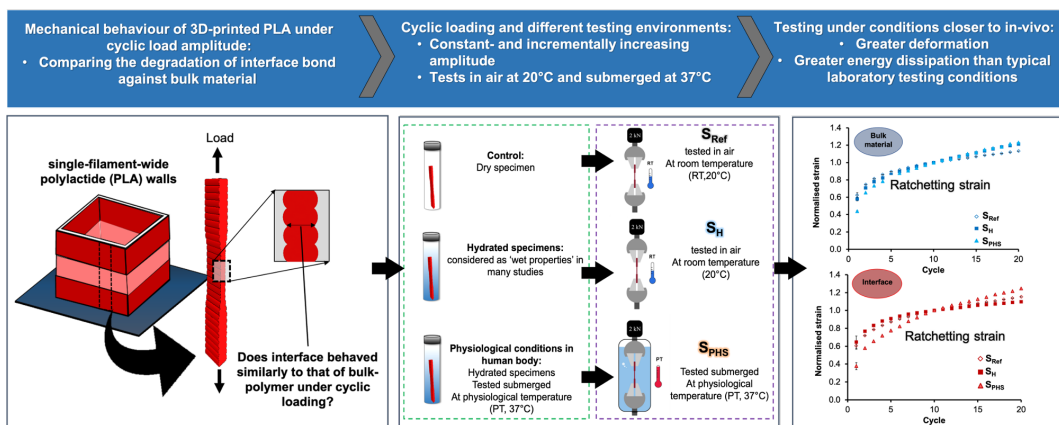 Mechanical behaviour of 3D-printed PLA under
cyclic load amplitude:
• Comparing the degradation of interface bond
against bulk material
Cyclic loading and different testing environments:
• Constant- and incrementally increasing
amplitude
• Tests in air at 20°C and submerged at 37°C
Testing under conditions closer to in-vivo:
• Greater deformation
• Greater energy dissipation than typical
laboratory testing conditions
Load
single-filament-wide
polylactide (PLA) walls
Does interface behaved
similarly to that of bulk-
polymer under cyclic
loading?
Control:
Dry specimen
Hydrated specimens:
considered as 'wet properties' in
many studies
Physiological conditions in
human body:
Hydrated specimens
Tested submerged
At physiological temperature
(PT, 37°C)
2 kN
RT
S_Ref
tested in air
At room temperature
(RT,20°C)
2 kN
RT
S_H
tested in air
At room temperature
(20°C)
2 kN
PT
S_PHS
Tested submerged
At physiological
temperature (PT, 37°C)
Bulk
material
Normalised strain
1.4
1.2
1.0
0.8
0.6
0.4
0.2
0.0
Ratchetting strain
S_Ref
S_H
S_PHS
0 5 10 15 20
Cycle
Interface
Normalised strain
1.4
1.2
1.0
0.8
0.6
0.4
0.2
0.0
Ratchetting strain
S_Ref
S_H
S_PHS
0 5 10 15 20
Cycle